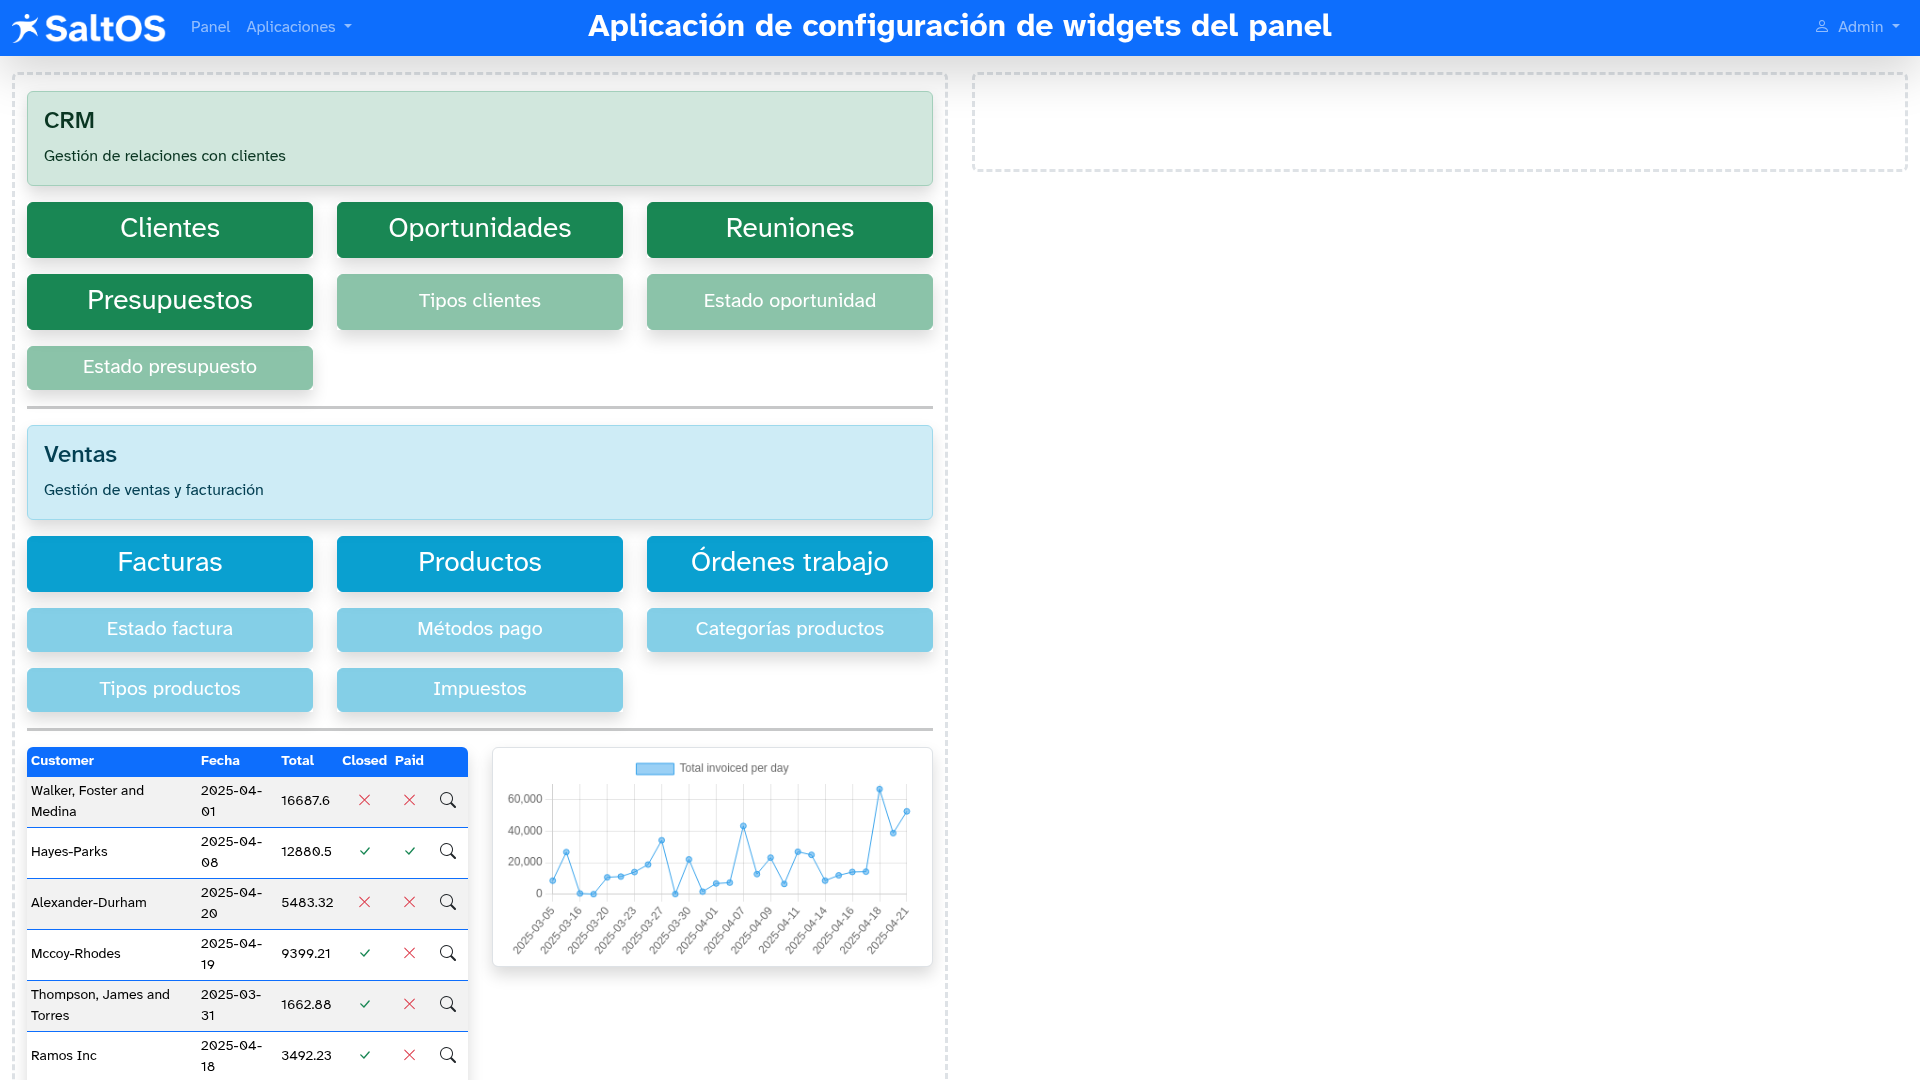 SaltOS
Panel
Aplicaciones
Aplicación de configuración de widgets del panel
Admin
CRM
Gestión de relaciones con clientes
Clientes
Oportunidades
Reuniones
Presupuestos
Tipos clientes
Estado oportunidad
Estado presupuesto
Ventas
Gestión de ventas y facturación
Facturas
Productos
Órdenes trabajo
Estado factura
Métodos pago
Categorías productos
Tipos productos
Impuestos
Customer Fecha Total Closed Paid
Walker, Foster and
Medina
2025-04-
01
16687.6
Hayes-Parks
2025-04-
08
12880.5
Alexander-Durham
2025-04-
20
5483.32
Mccoy-Rhodes
2025-04-
19
9399.21
Thompson, James and
Torres
2025-03-
31
1662.88
Ramos Inc
2025-04-
18
3492.23
Total invoiced per day
60,000
40,000
20,000
0
2025-03-05
2025-03-16
2025-03-20
2025-03-23
2025-03-27
2025-03-30
2025-04-01
2025-04-07
2025-04-09
2025-04-11
2025-04-14
2025-04-16
2025-04-18
2025-04-21